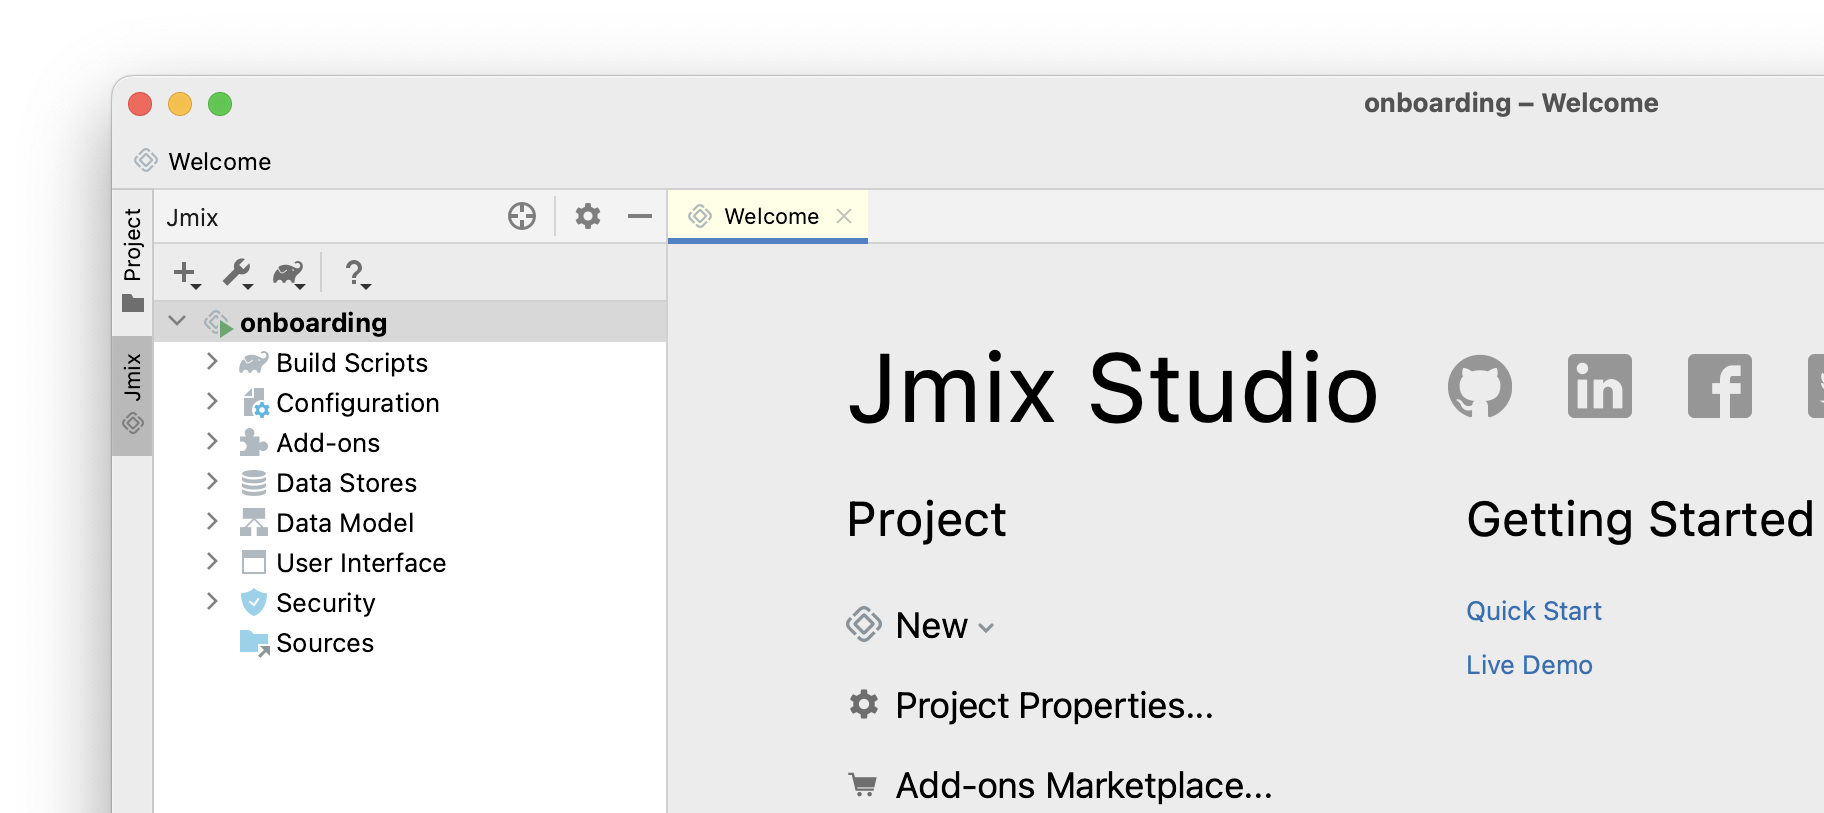 onboarding – Welcome
Welcome
Project
Jmix
Jmix
Welcome
onboarding
Build Scripts
Configuration
Add-ons
Data Stores
Data Model
User Interface
Security
Sources
Jmix Studio
Project
New
Project Properties...
Add-ons Marketplace...
Getting Started
Quick Start
Live Demo